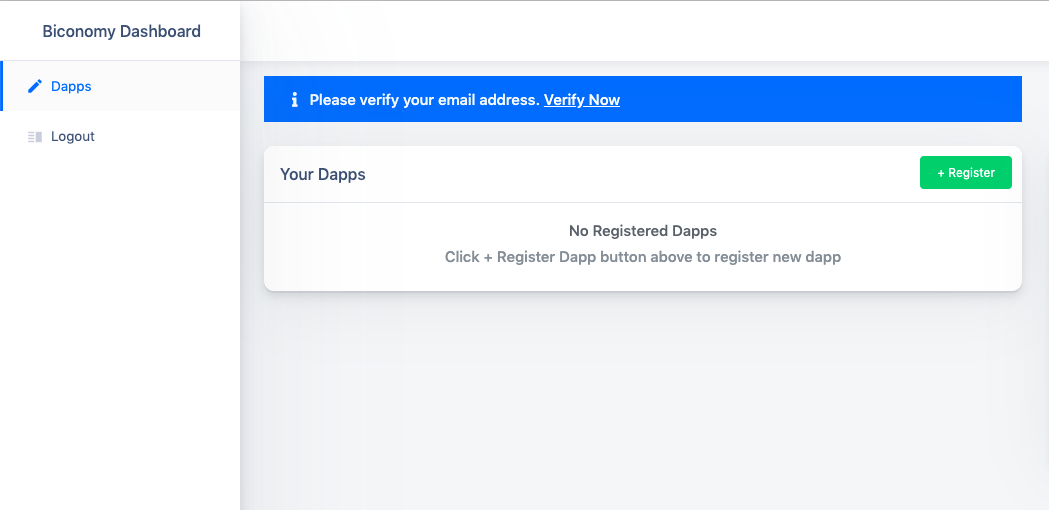 Biconomy Dashboard
Dapps
Logout
Please verify your email address. Verify Now
Your Dapps
+ Register
No Registered Dapps
Click + Register Dapp button above to register new dapp